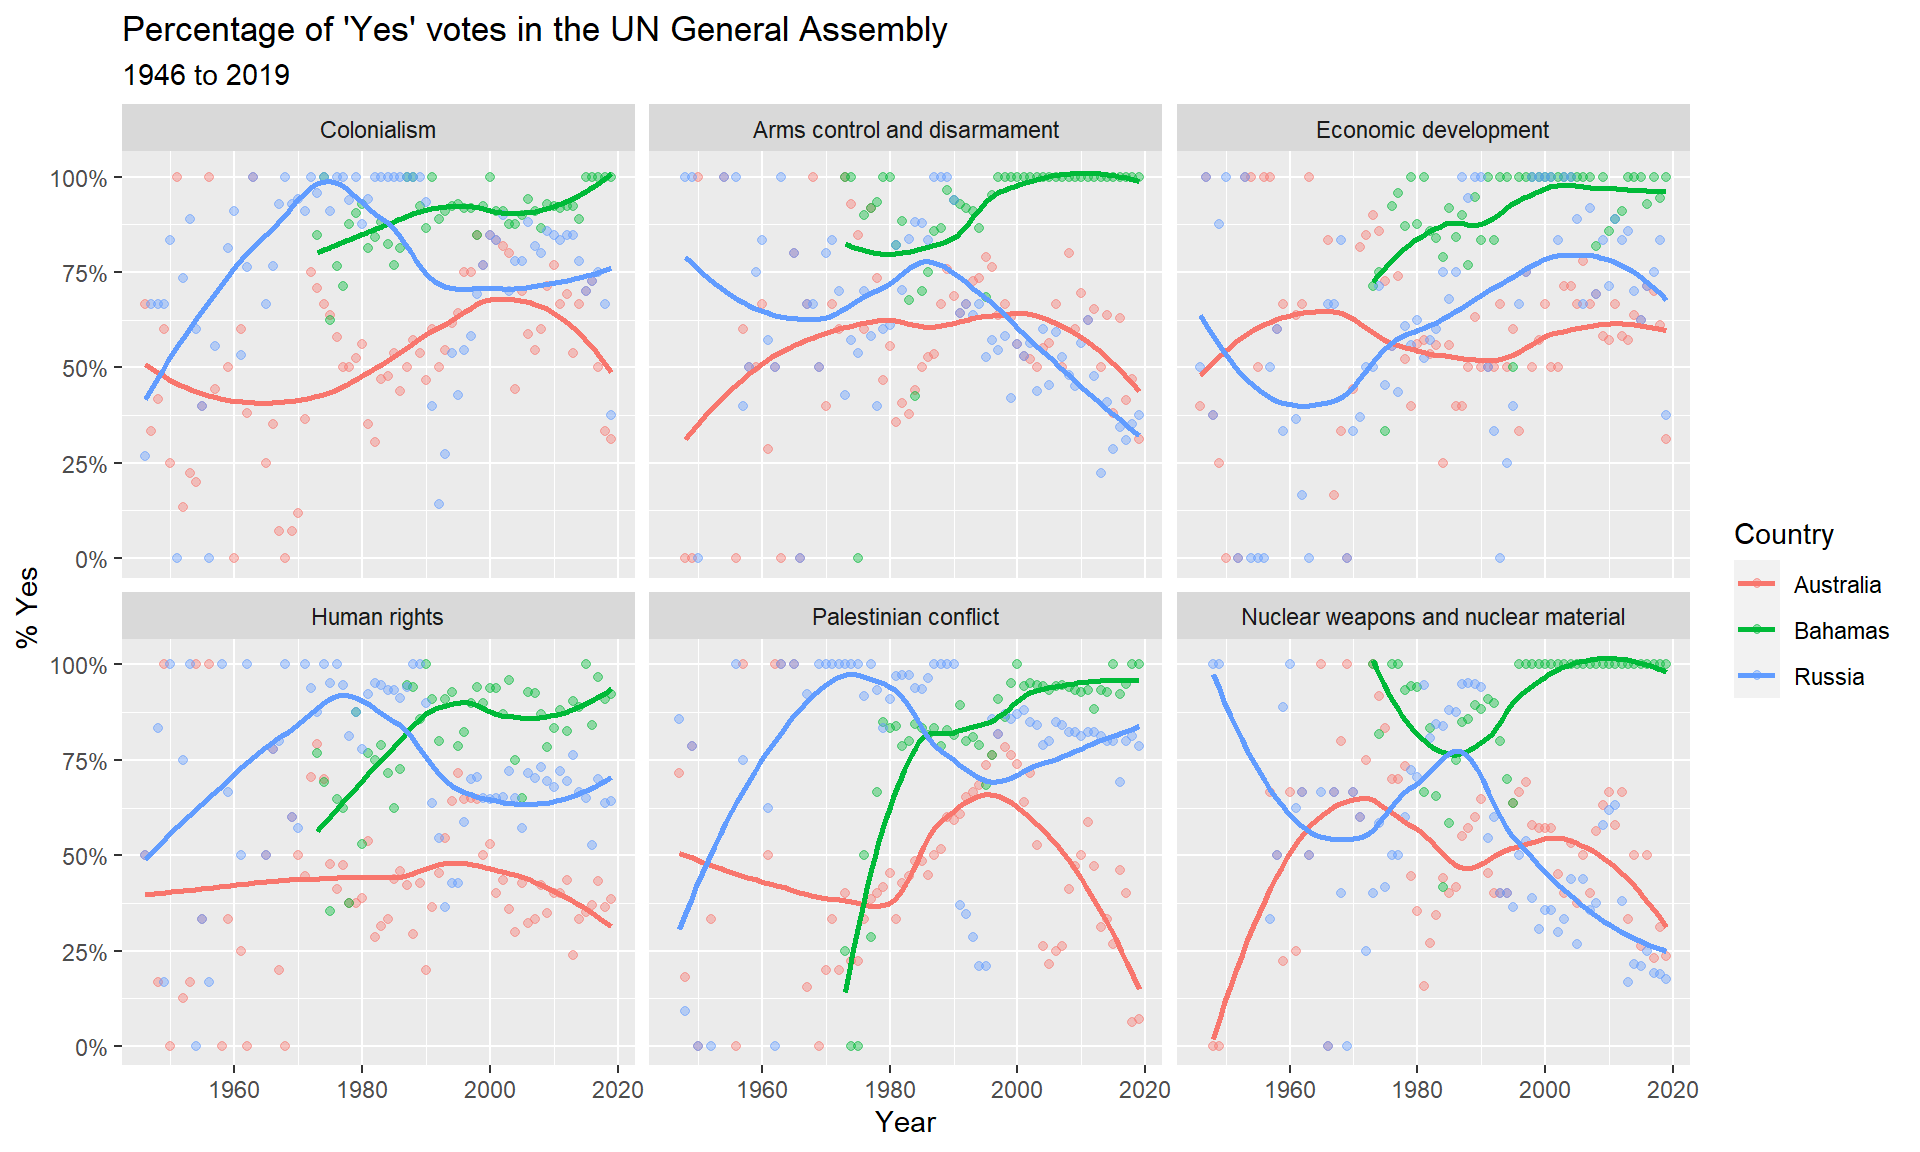 Percentage of 'Yes' votes in the UN General Assembly
1946 to 2019
Colonialism
Arms control and disarmament
Economic development
100%
75%
50%
25%
0%
Human rights
Palestinian conflict
Nuclear weapons and nuclear material
100%
75%
50%
25%
0%
% Yes
1960 1980 2000 2020
1960 1980 2000 2020
1960 1980 2000 2020
Year
Country
Australia
Bahamas
Russia